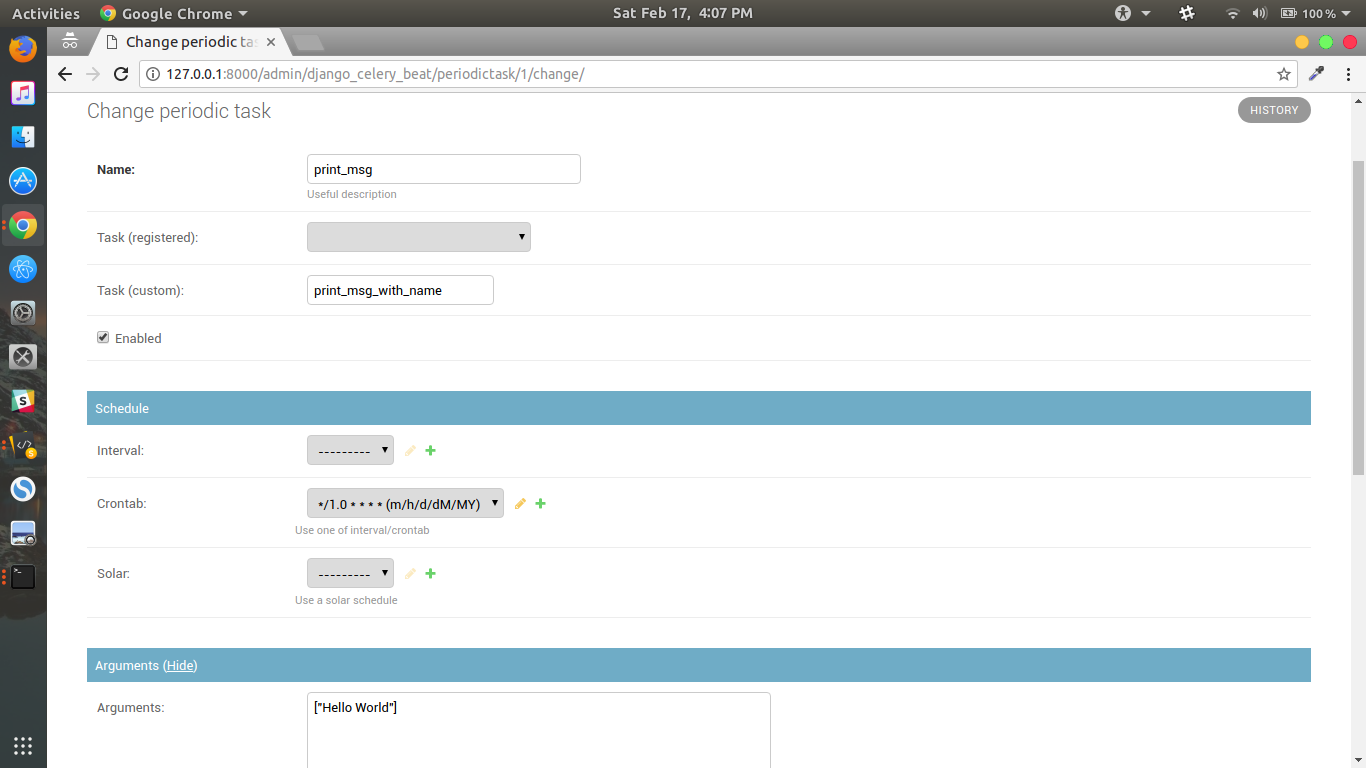 Activities Google Chrome Sat Feb 17, 4:07 PM 100 %
Change periodic ta
127.0.0.1:8000/admin/django_celery_beat/periodictask/1/change/
Change periodic task HISTORY
Name: print_msg
Useful description
Task (registered):
Task (custom): print_msg_with_name
Enabled
Schedule
Interval: ---------
Crontab: */1.0 * * * * (m/h/d/dM/MY)
Use one of interval/crontab
Solar: ---------
Use a solar schedule
Arguments (Hide)
Arguments: ["Hello World"]